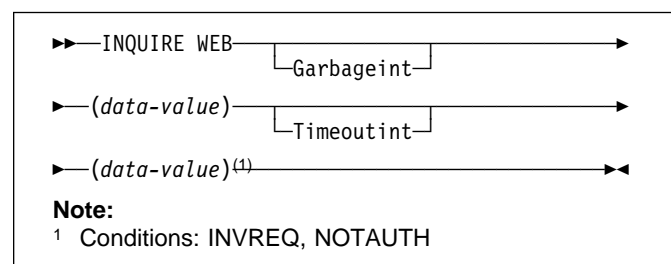 INQUIRE WEB
Garbageint
(data-value)
Timeoutint
(data-value)(1)
Note:
1 Conditions: INVREQ, NOTAUTH